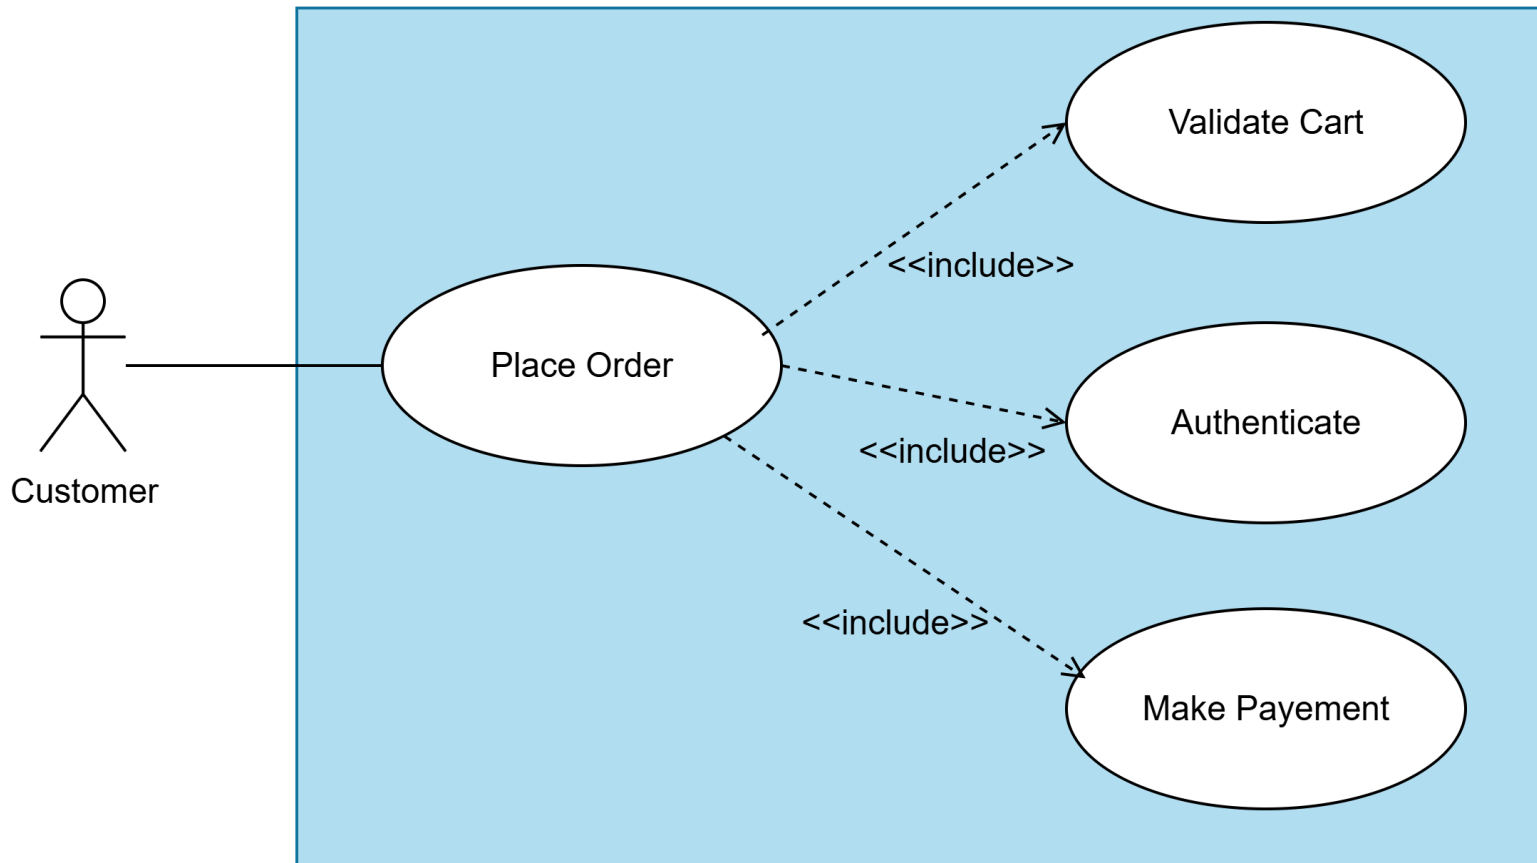 Validate Cart
<<include>>
Place Order
Authenticate
<<include>>
Customer
<<include>>
Make Payement